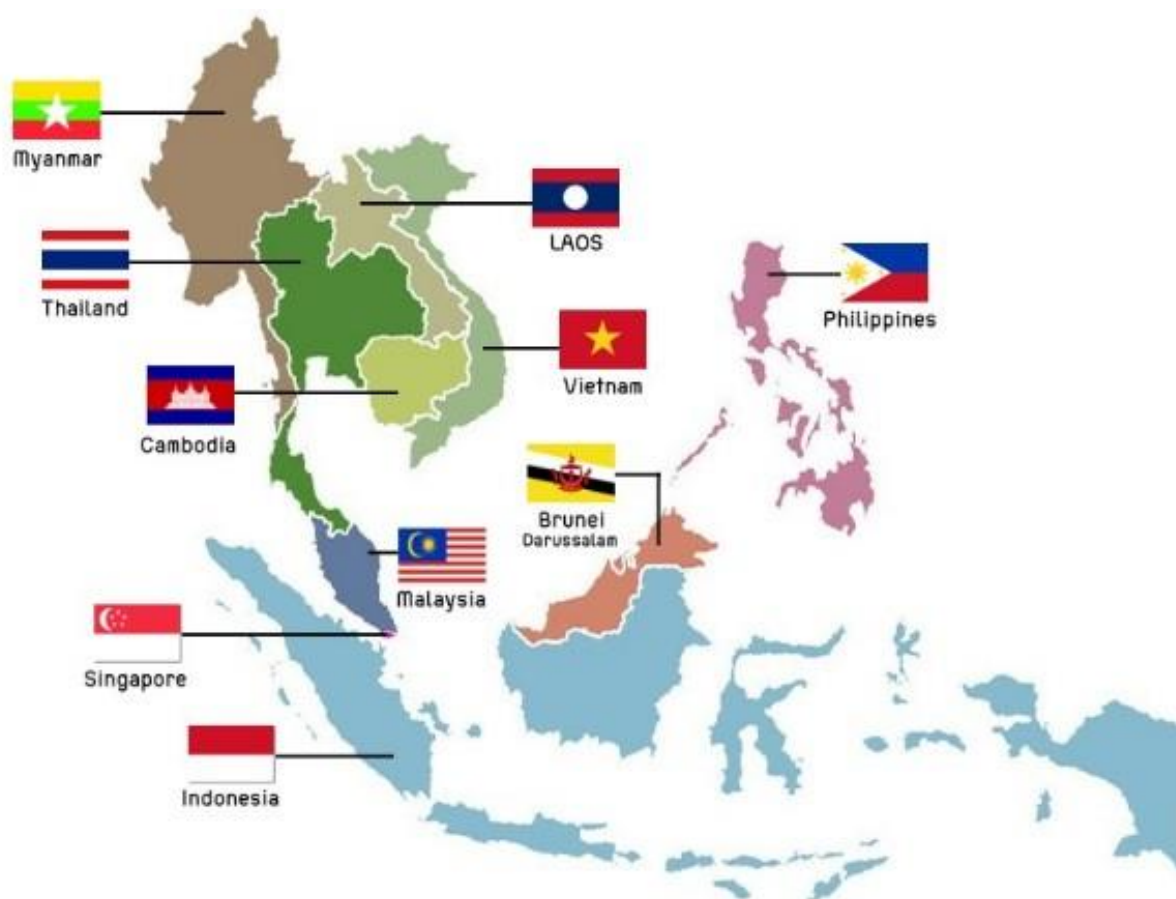 Myanmar
LAOS
Thailand
Philippines
Vietnam
Cambodia
Brunei
Darussalam
Malaysia
Singapore
Indonesia